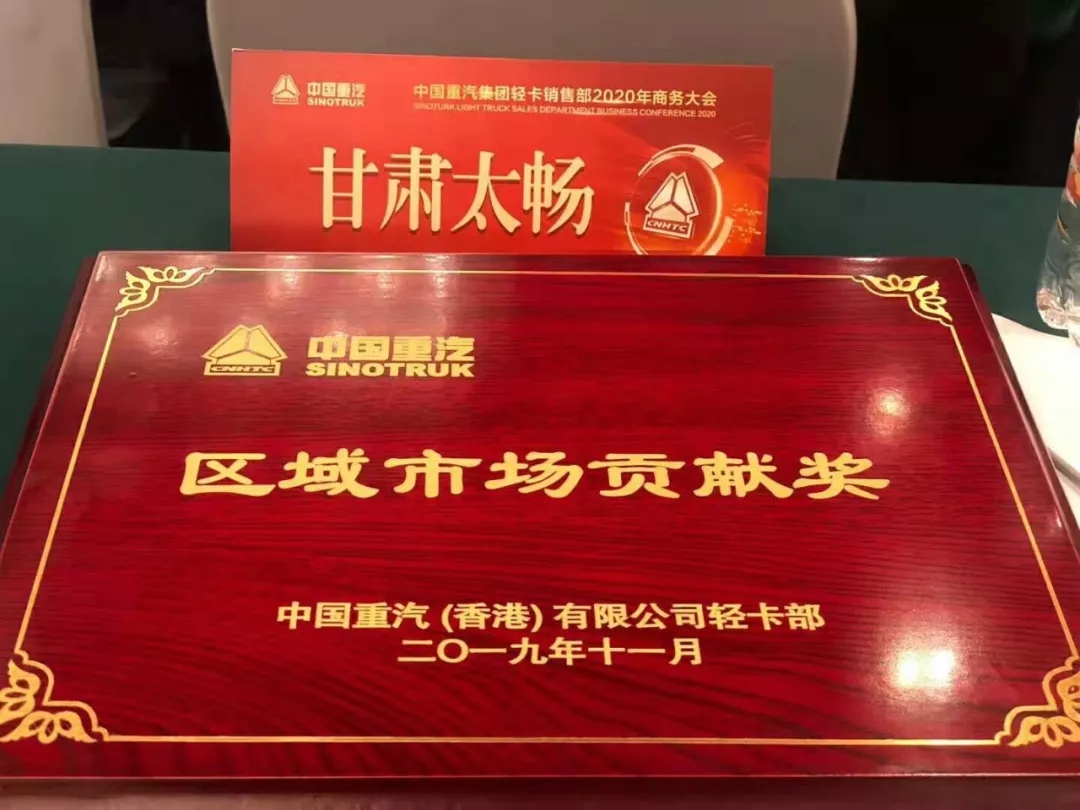 中国重汽
SINOTRUK
中国重汽集团轻卡销售部2020年商务大会
SINOTURK LIGHT TRUCK SALES DEPARTMENT BUSINESS CONFERENCE 2020
甘肃太畅
CNHTC
中国重汽
CNHTC
SINOTRUK
区域市场贡献奖
中国重汽(香港)有限公司轻卡部
二〇一九年十一月